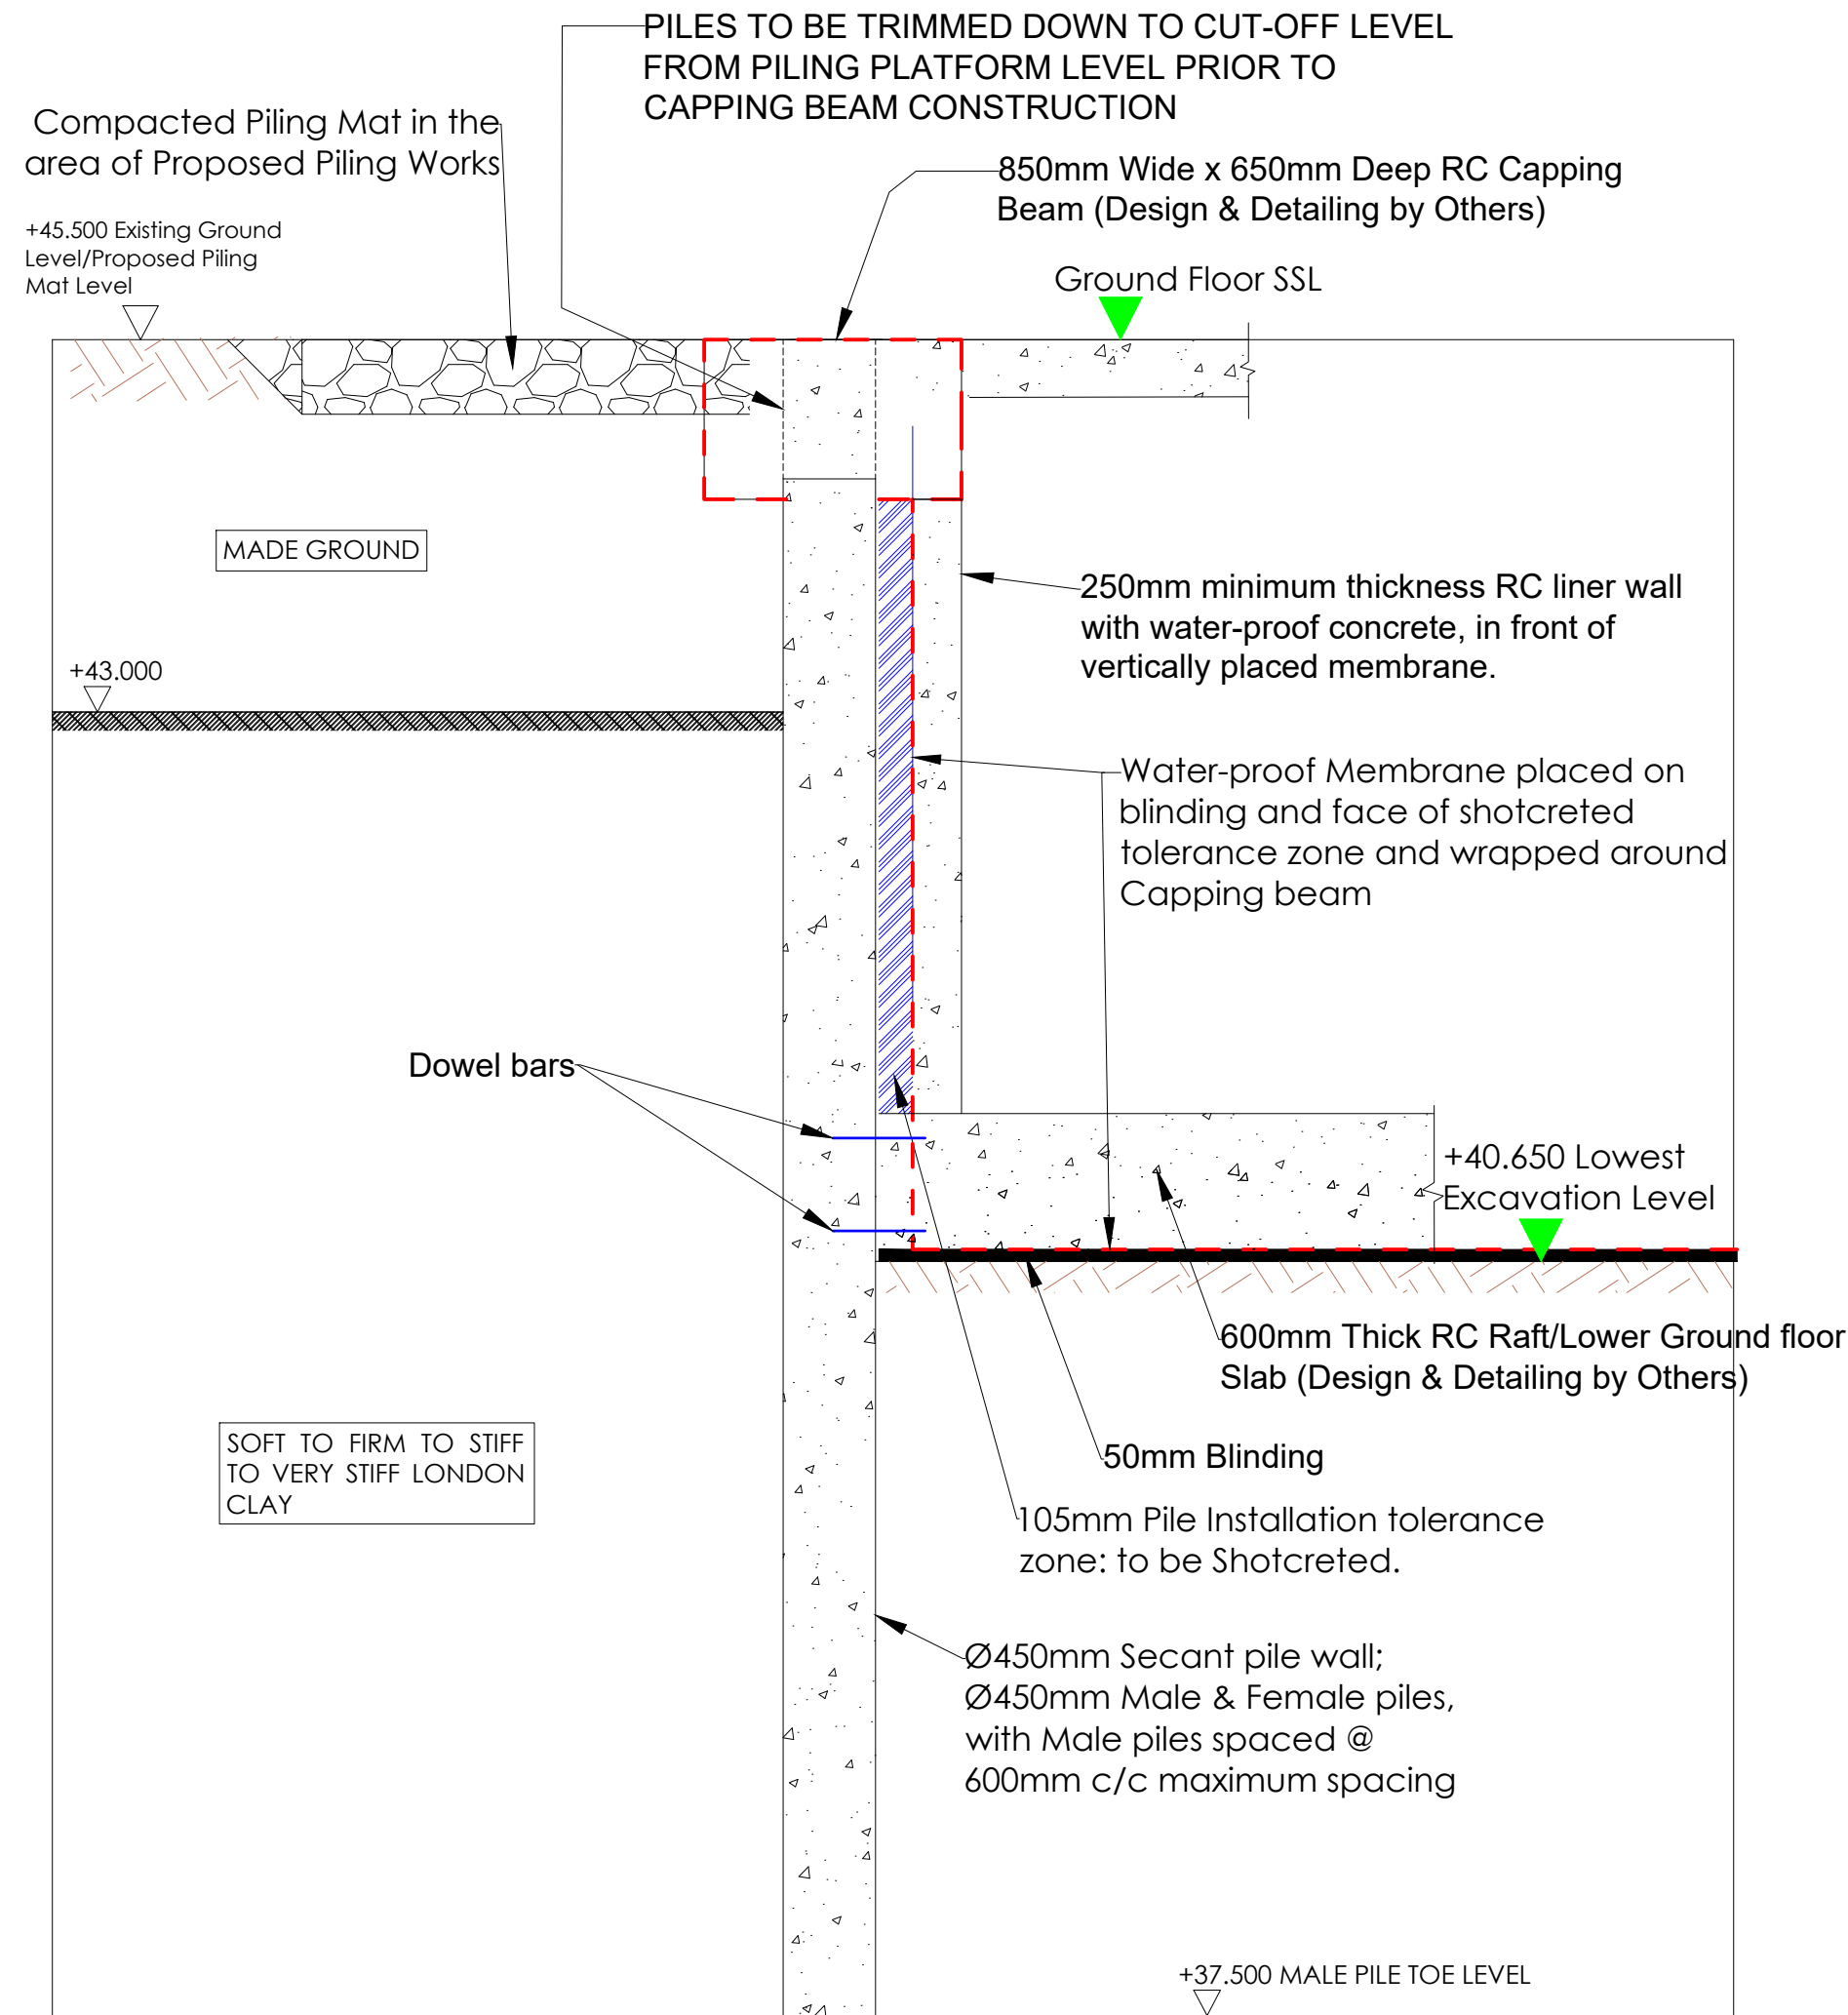 PILES TO BE TRIMMED DOWN TO CUT-OFF LEVEL
FROM PILING PLATFORM LEVEL PRIOR TO
CAPPING BEAM CONSTRUCTION
Compacted Piling Mat in the
area of Proposed Piling Works
850mm Wide x 650mm Deep RC Capping
Beam (Design & Detailing by Others)
+45.500 Existing Ground
Level/Proposed Piling
Mat Level
Ground Floor SSL
MADE GROUND
250mm minimum thickness RC liner wall
with water-proof concrete, in front of
vertically placed membrane.
+43.000
Water-proof Membrane placed on
blinding and face of shotcreted
tolerance zone and wrapped around
Capping beam
Dowel bars
+40.650 Lowest
Excavation Level
600mm Thick RC Raft/Lower Ground floor
Slab (Design & Detailing by Others)
SOFT TO FIRM TO STIFF
TO VERY STIFF LONDON
CLAY
50mm Blinding
105mm Pile Installation tolerance
zone: to be Shotcreted.
Ø450mm Secant pile wall;
Ø450mm Male & Female piles,
with Male piles spaced @
600mm c/c maximum spacing
+37.500 MALE PILE TOE LEVEL